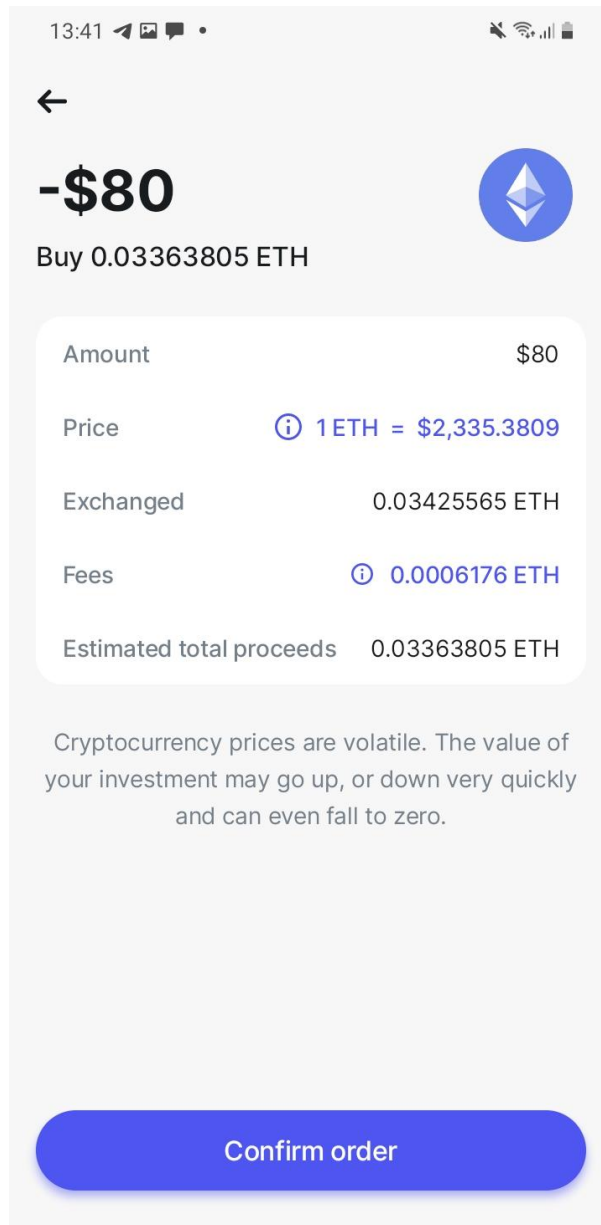 13:41
-$80
Buy 0.03363805 ETH
Amount $80
Price 1 ETH = $2,335.3809
Exchanged 0.03425565 ETH
Fees 0.0006176 ETH
Estimated total proceeds 0.03363805 ETH
Cryptocurrency prices are volatile. The value of
your investment may go up, or down very quickly
and can even fall to zero.
Confirm order